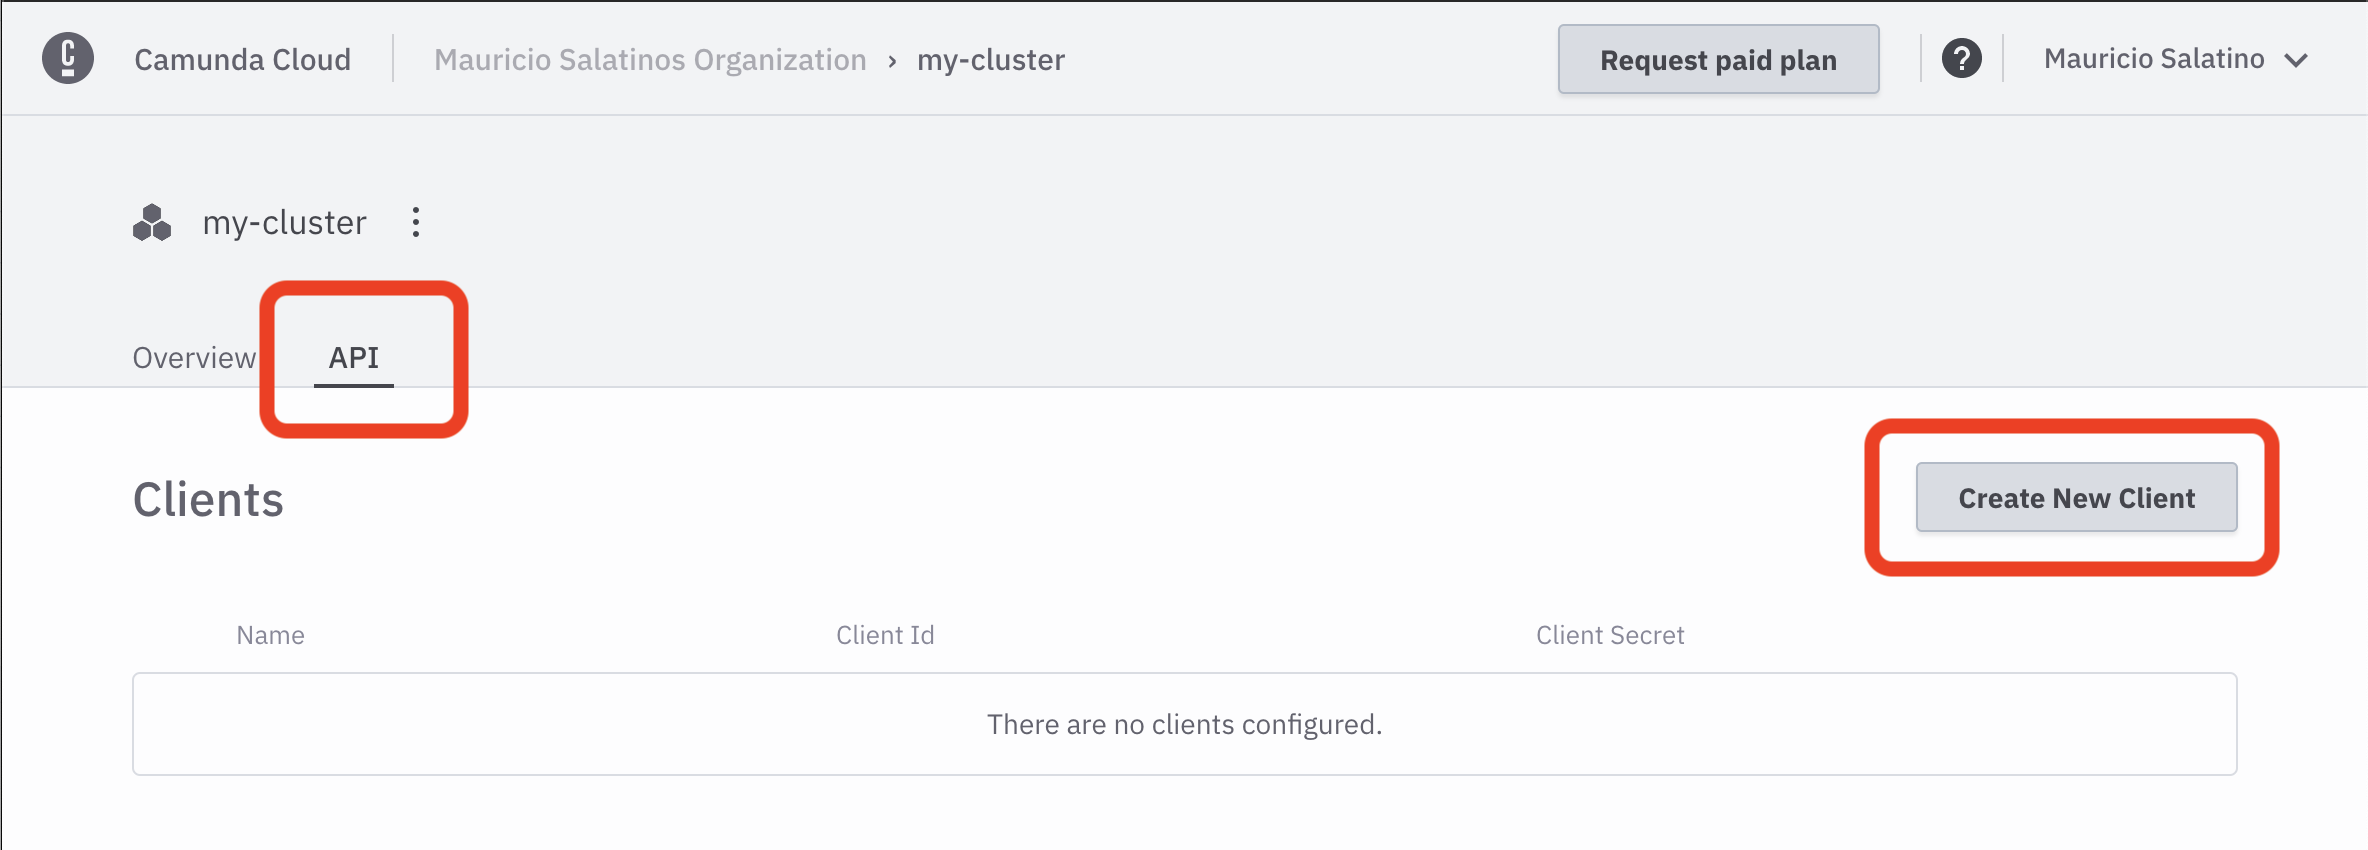 Camunda Cloud
Mauricio Salatinos Organization › my-cluster
Request paid plan
?
Mauricio Salatino
my-cluster
Overview
API
Clients
Create New Client
Name
Client Id
Client Secret
There are no clients configured.